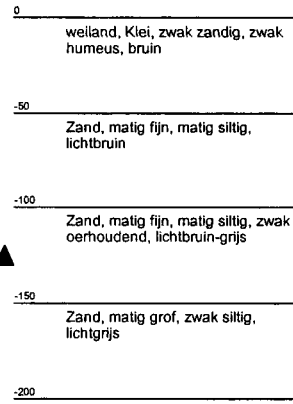 0
weiland, Klei, zwak zandig, zwak
humeus, bruin
-50
Zand, matig fijn, matig siltig,
lichtbruin
-100
Zand, matig fijn, matig siltig, zwak
oerhoudend, lichtbruin-grijs
-150
Zand, matig grof, zwak siltig,
lichtgrijs
-200